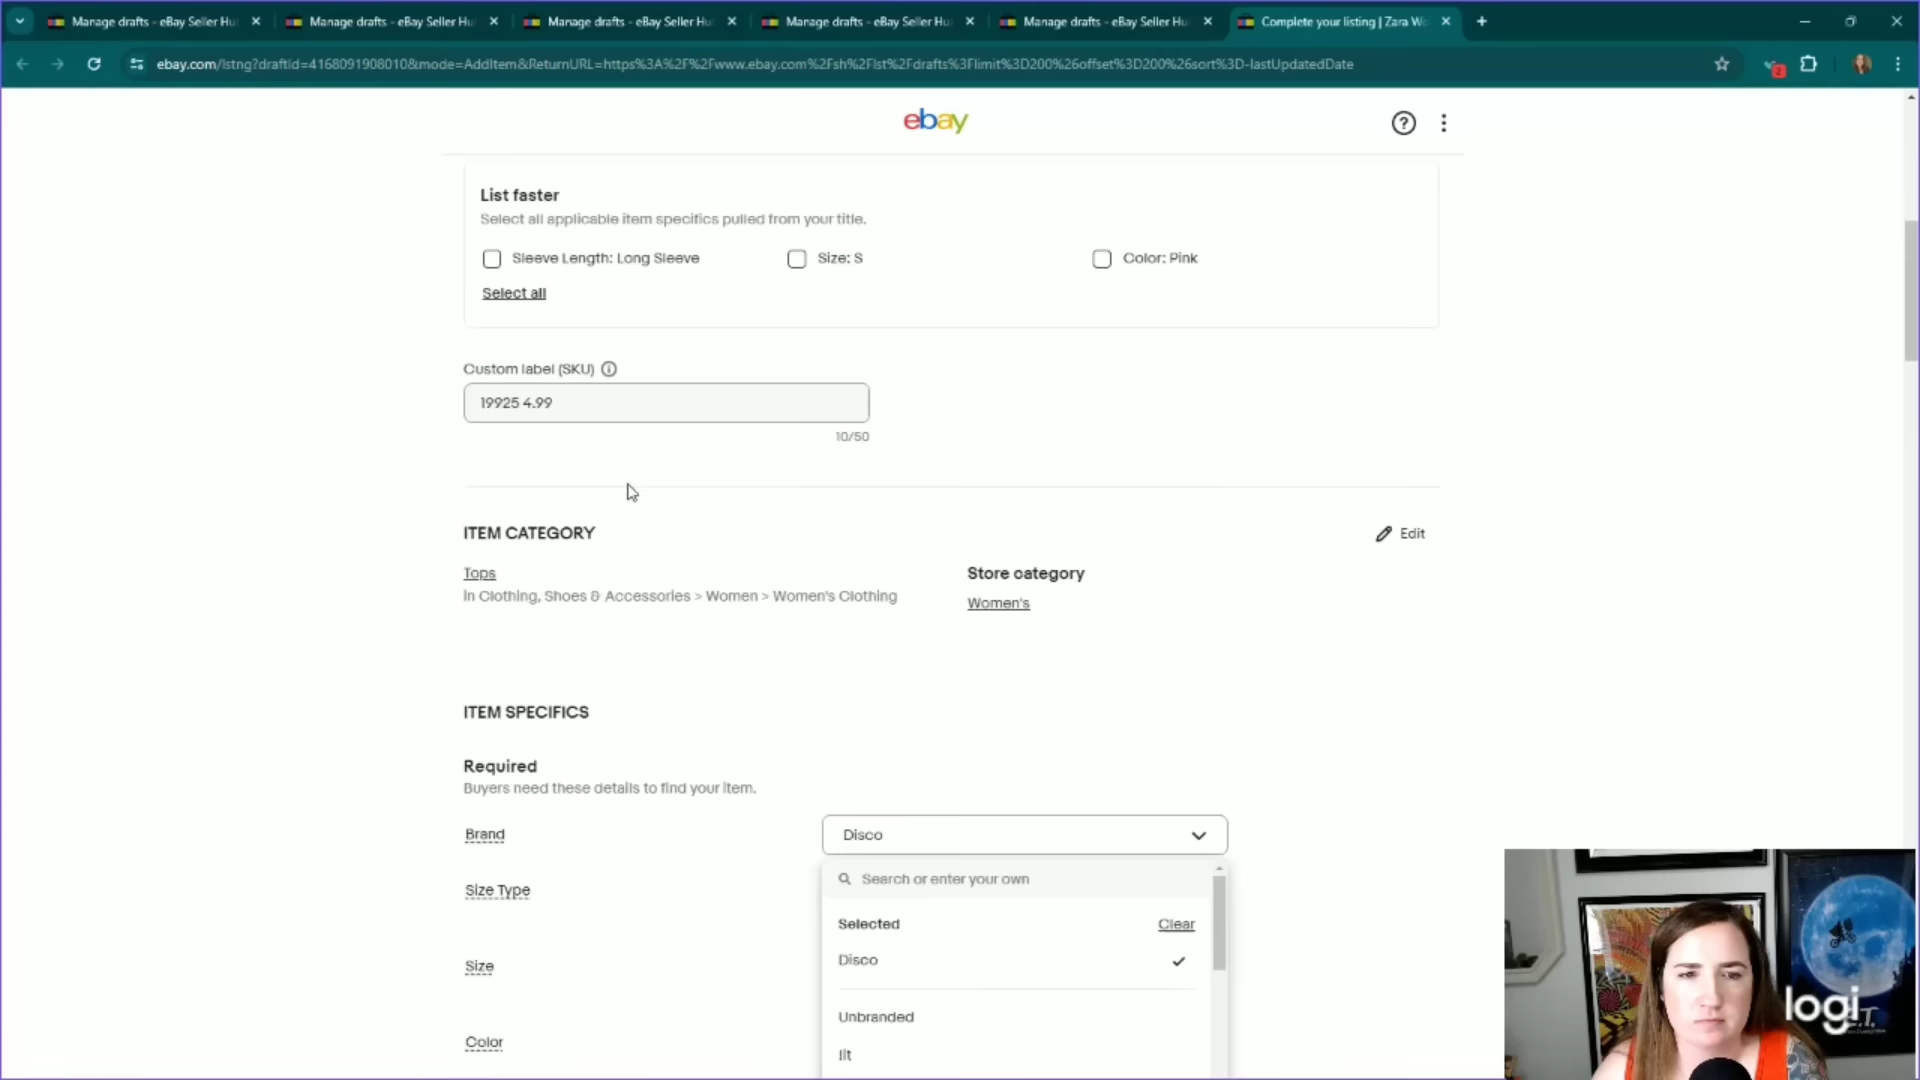 Manage drafts - eBay Seller Hu
Manage drafts - eBay Seller Hu
Manage drafts - eBay Seller Hu
Manage drafts - eBay Seller Hu
Manage drafts - eBay Seller Hu
Complete your listing | Zara Wo
ebay.com/lstng?draftid=4168091908010&mode=AddItem&ReturnURL=https%3A%2F%2Fwww.ebay.com%2Fsh%2Flst%2Fdrafts%3Flimit%3D200%26offset%3D200%26sort%3D-lastUpdatedDate
2
ebay
List faster
Select all applicable item specifics pulled from your title.
Sleeve Length: Long Sleeve
Size: S
Color: Pink
Select all
Custom label (SKU)
19925 4.99
10/50
ITEM CATEGORY
Edit
Tops
in Clothing, Shoes & Accessories > Women > Women's Clothing
Store category
Women's
ITEM SPECIFICS
Required
Buyers need these details to find your item.
Brand
Disco
Search or enter your own
Size Type
Selected
Clear
Disco
Size
Unbranded
Color
lit
logi
E.T.